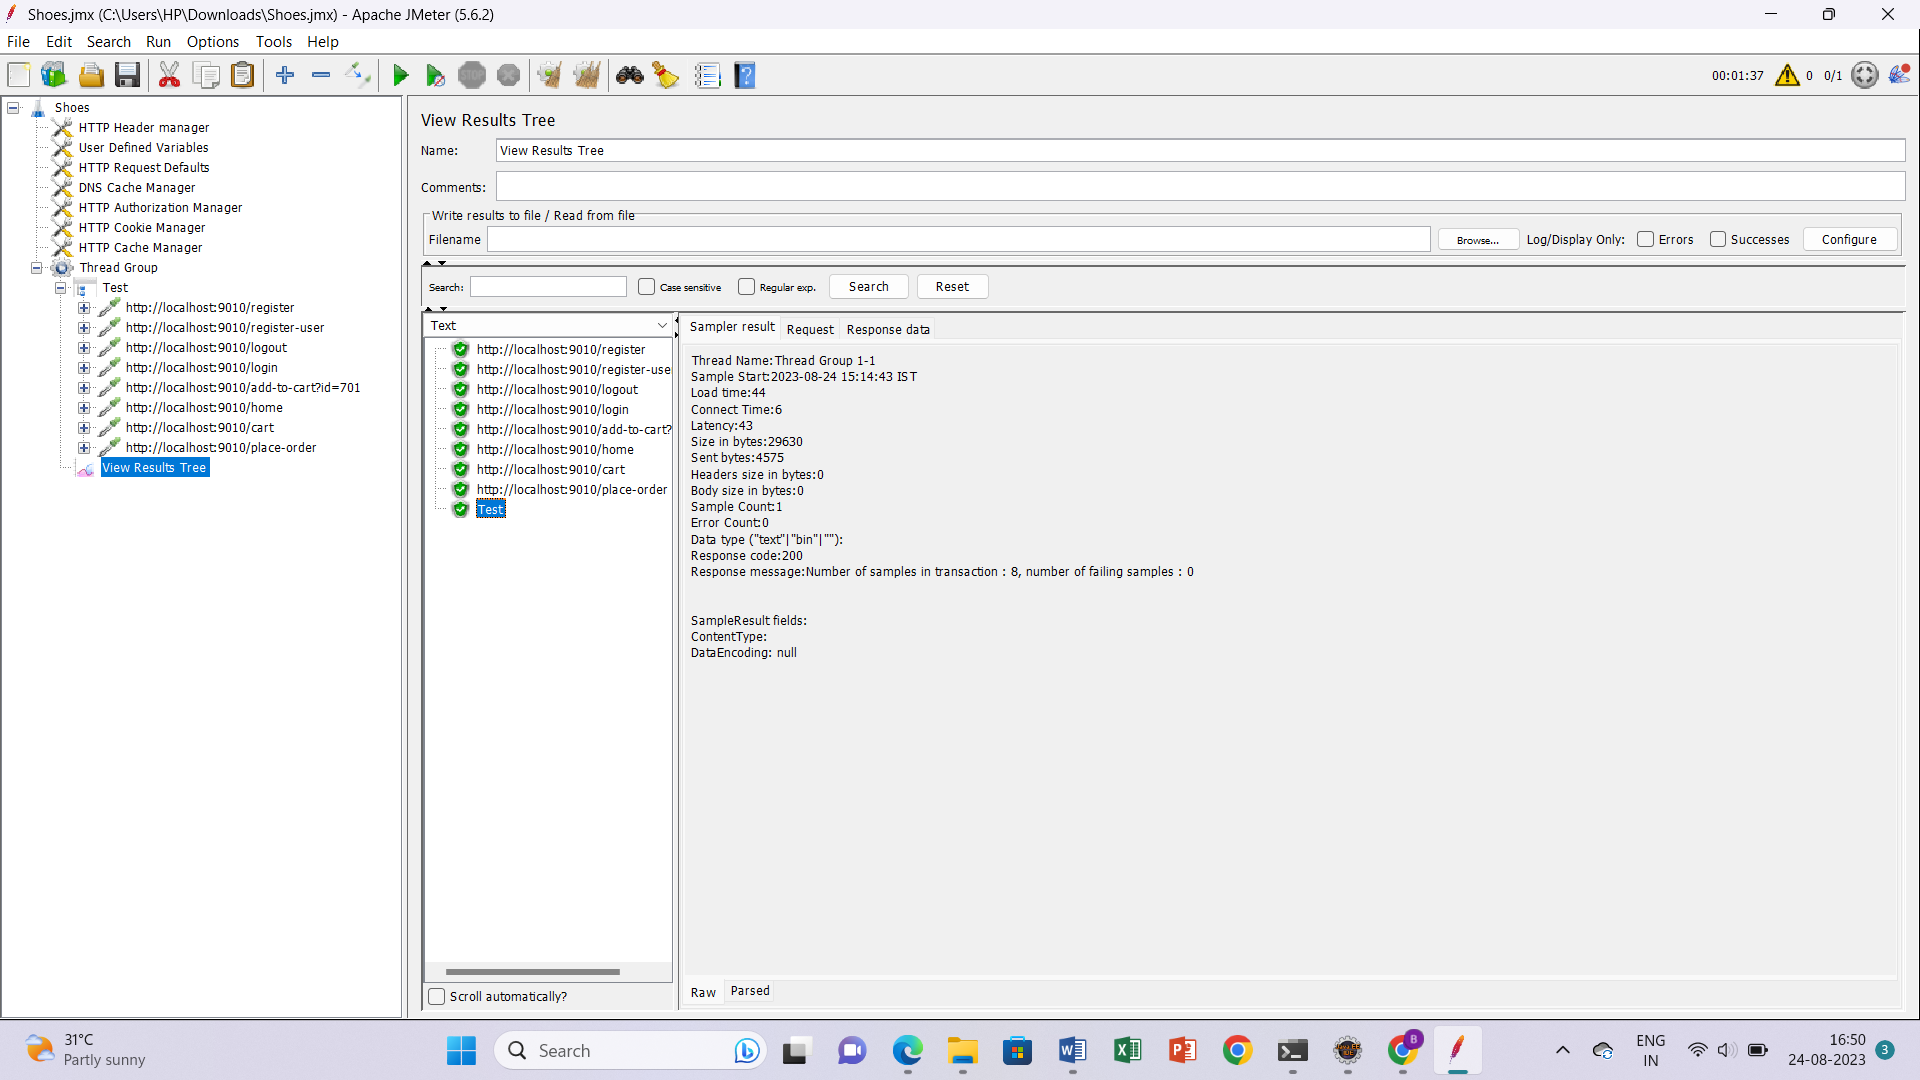 Shoes.jmx (C:\Users\HP\Downloads\Shoes.jmx) - Apache JMeter (5.6.2)
File Edit Search Run Options Tools Help
STOP
00:01:37 0 0/1
Shoes
HTTP Header manager
User Defined Variables
HTTP Request Defaults
DNS Cache Manager
HTTP Authorization Manager
HTTP Cookie Manager
HTTP Cache Manager
Thread Group
Test
http://localhost:9010/register
http://localhost:9010/register-user
http://localhost:9010/logout
http://localhost:9010/login
http://localhost:9010/add-to-cart?id=701
http://localhost:9010/home
http://localhost:9010/cart
http://localhost:9010/place-order
View Results Tree
View Results Tree
Name: View Results Tree
Comments:
Write results to file / Read from file
Filename Browse... Log/Display Only: Errors Successes Configure
Search: Case sensitive Regular exp. Search Reset
Text
http://localhost:9010/register
http://localhost:9010/register-use
http://localhost:9010/logout
http://localhost:9010/login
http://localhost:9010/add-to-cart?
http://localhost:9010/home
http://localhost:9010/cart
http://localhost:9010/place-order
Test
Scroll automatically?
Sampler result Request Response data
Thread Name:Thread Group 1-1
Sample Start:2023-08-24 15:14:43 IST
Load time:44
Connect Time:6
Latency:43
Size in bytes:29630
Sent bytes:4575
Headers size in bytes:0
Body size in bytes:0
Sample Count:1
Error Count:0
Data type ("text"|"bin"|""):
Response code:200
Response message:Number of samples in transaction : 8, number of failing samples : 0
SampleResult fields:
ContentType:
DataEncoding: null
Raw Parsed
31°C
Partly sunny
Search
B
ENG
IN
16:50
24-08-2023
3